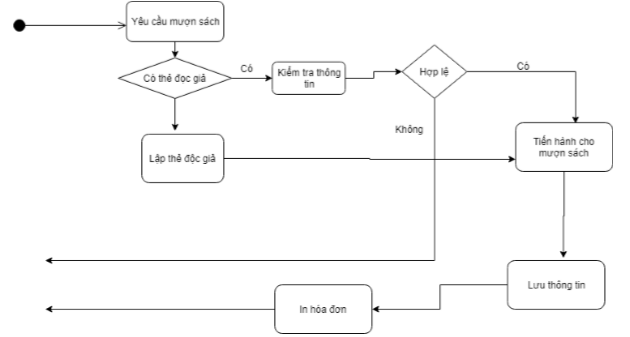 Yêu cầu mượn sách
Có thẻ đọc giả
Có
Kiểm tra thông
tin
Hợp lệ
Có
Không
Lập thẻ độc giả
Tiến hành cho
mượn sách
Lưu thông tin
In hóa đơn